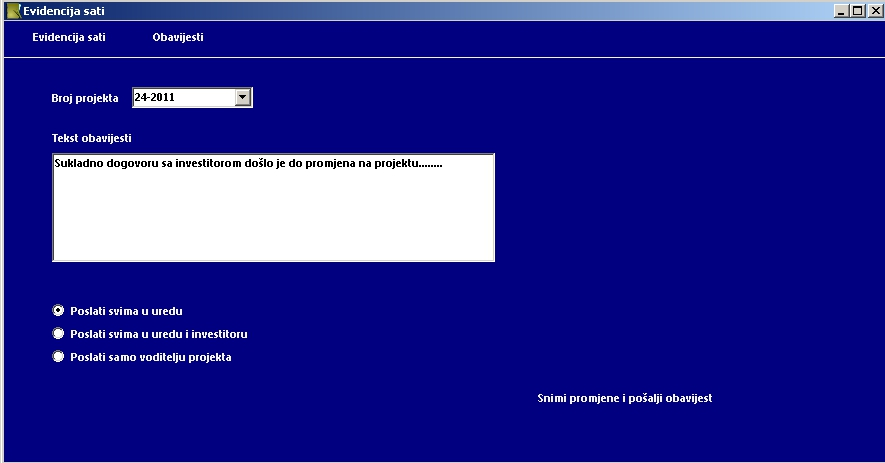 Evidencija sati
Evidencija sati Obavijesti
Broj projekta 24-2011
Tekst obavijesti
Sukladno dogovoru sa investitorom došlo je do promjena na projektu........
Poslati svima u uredu
Poslati svima u uredu i investitoru
Poslati samo voditelju projekta
Snimi promjene i pošalji obavijest